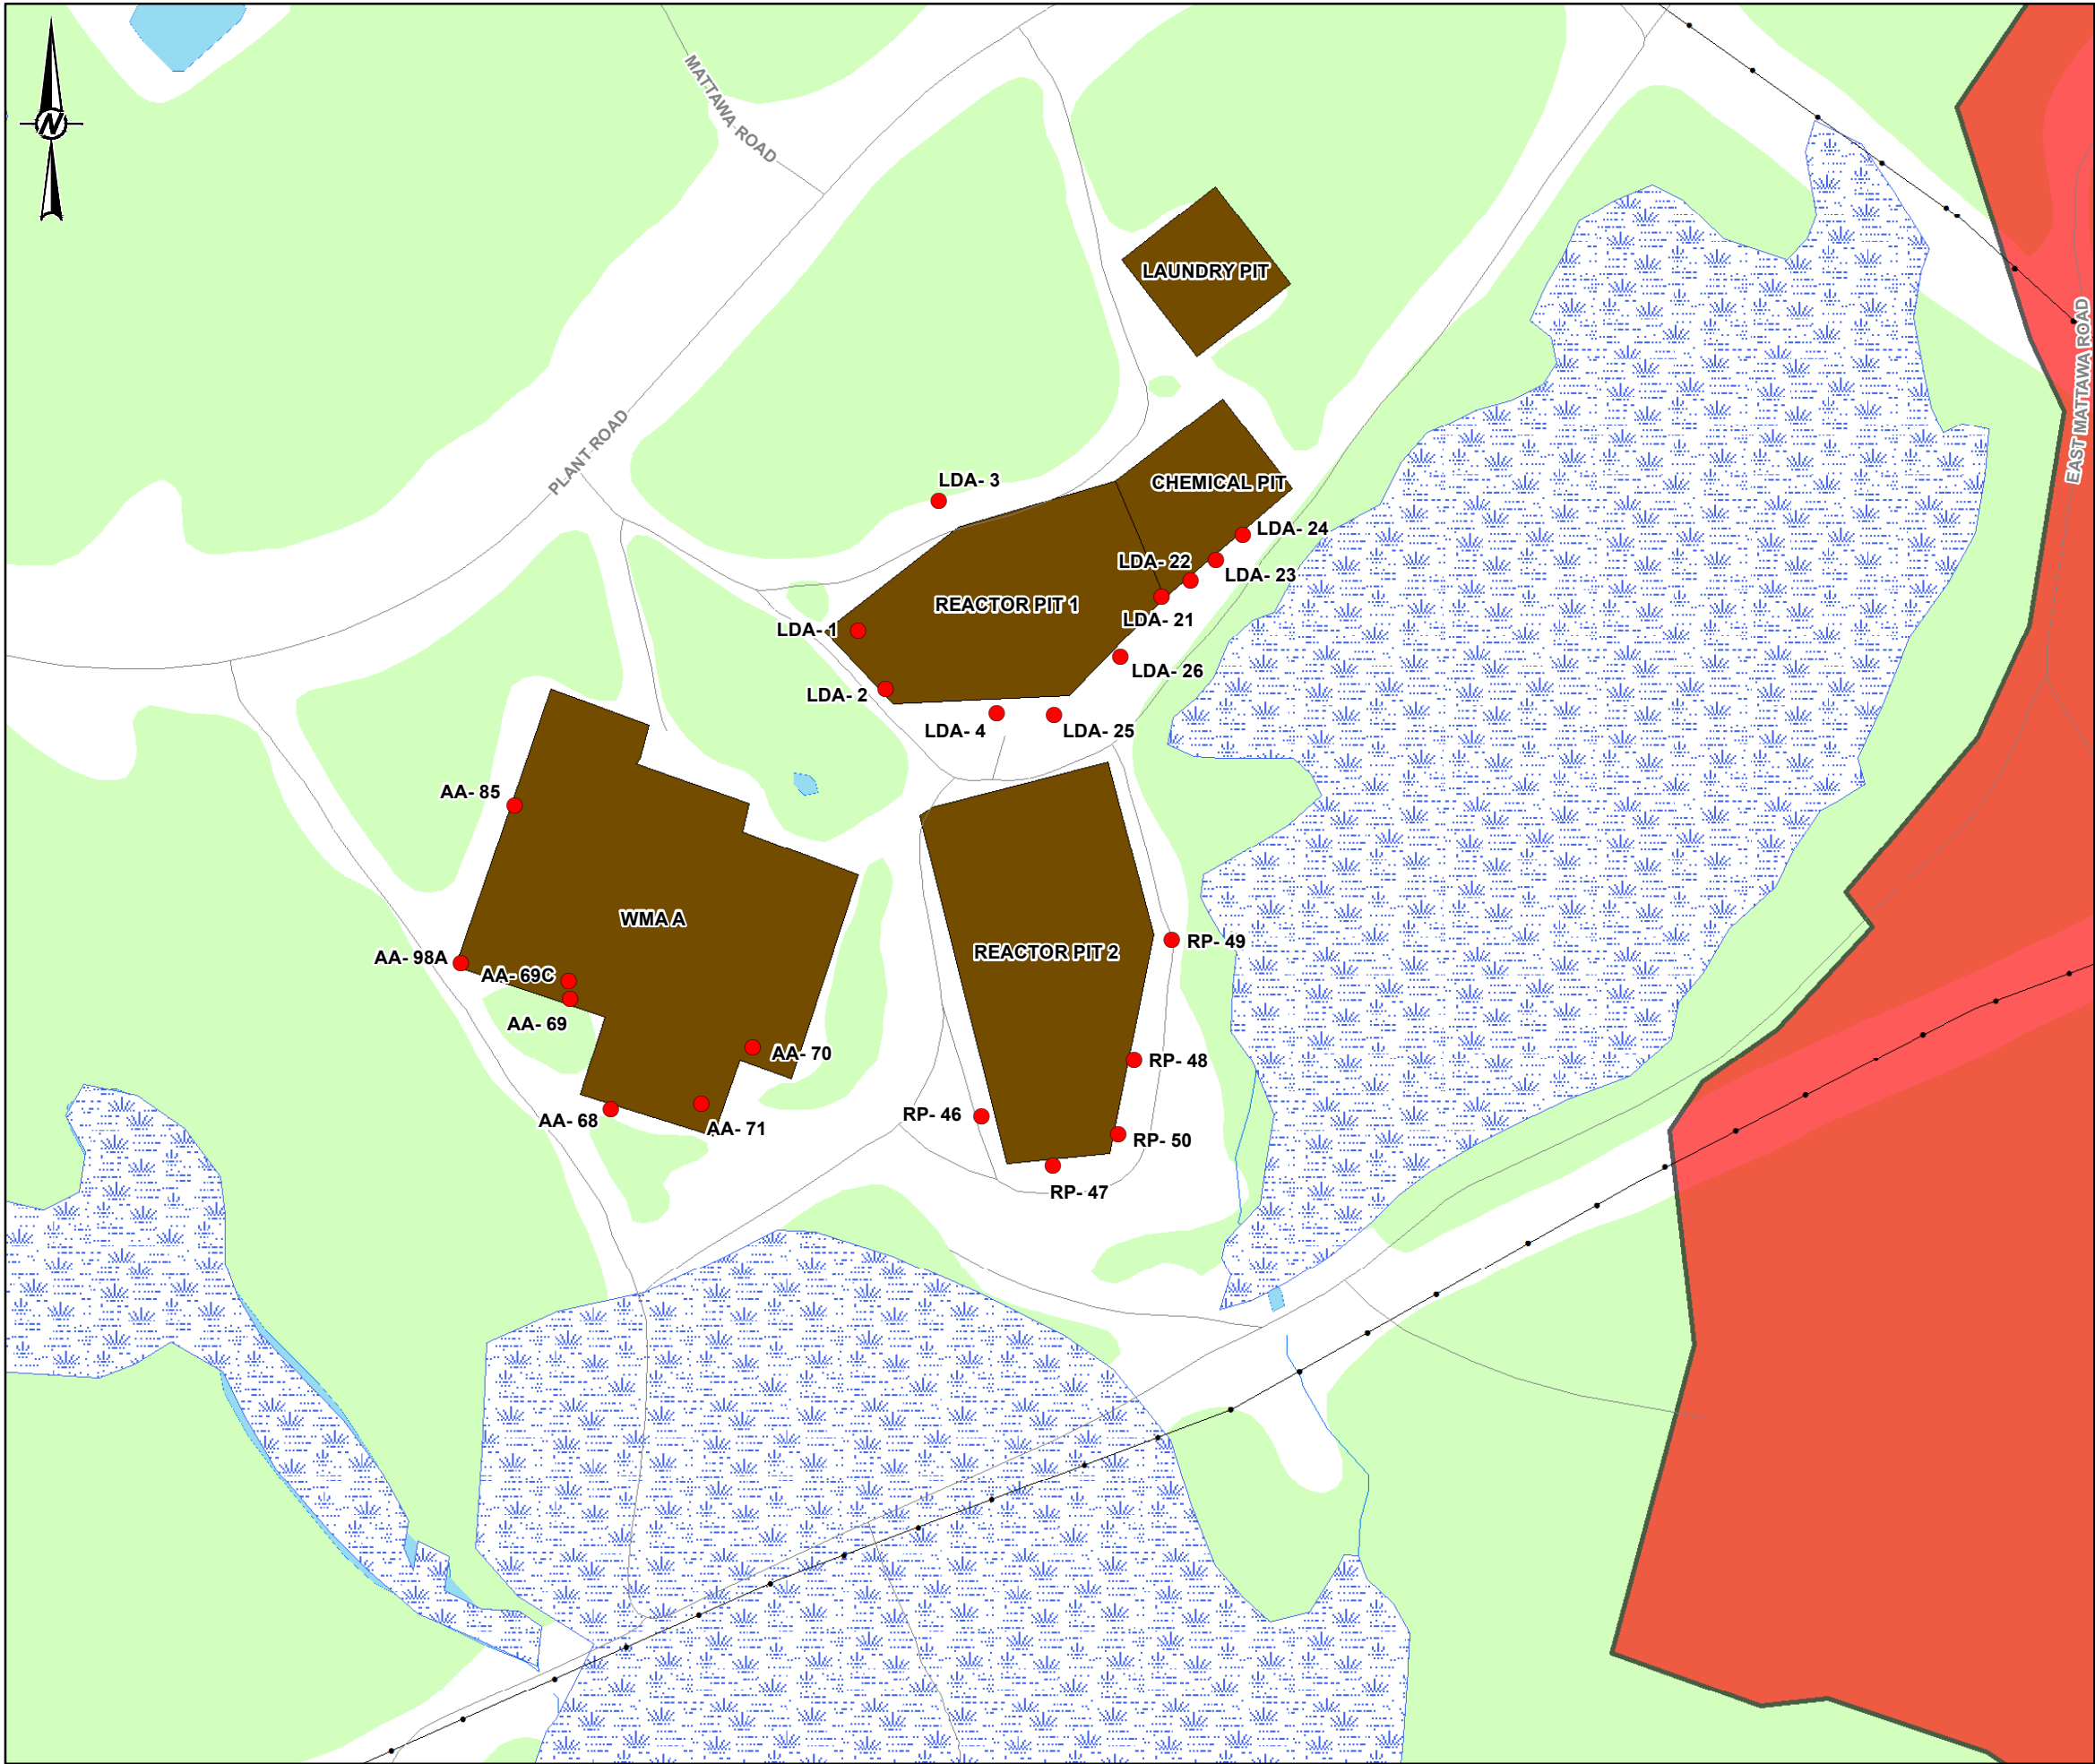 N
MATTAWA ROAD
LAUNDRY PIT
EAST MATTAWA ROAD
PLANT ROAD
LDA- 3
CHEMICAL PIT
LDA- 24
LDA- 22
LDA- 23
REACTOR PIT 1
LDA- 21
LDA- 1
LDA- 26
LDA- 2
LDA- 4
LDA- 25
AA- 85
WMA A
REACTOR PIT 2
RP- 49
AA- 98A
AA- 69C
AA- 69
AA- 70
RP- 48
RP- 46
AA- 68
AA- 71
RP- 50
RP- 47